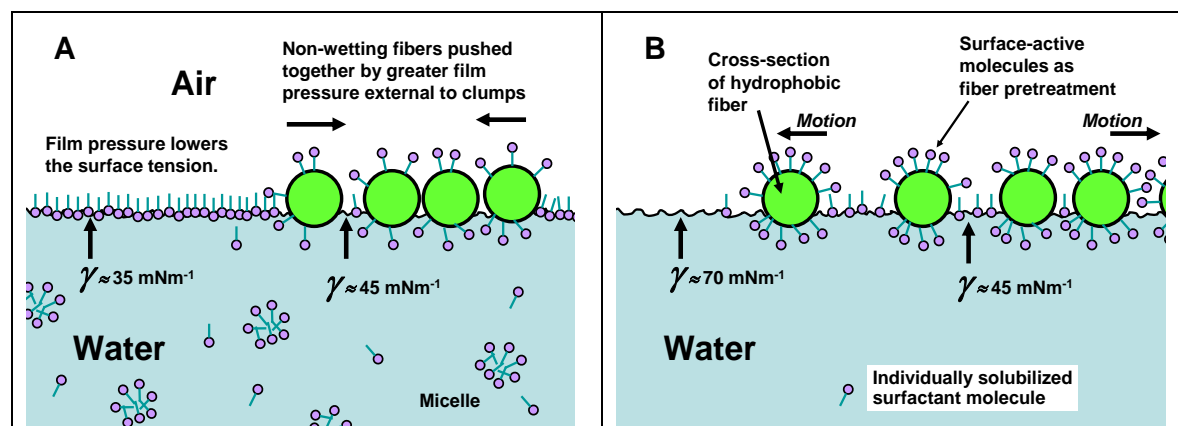 A
Air
Non-wetting fibers pushed
together by greater film
pressure external to clumps
Film pressure lowers
the surface tension.
γ ≈ 35 mNm⁻¹
γ ≈ 45 mNm⁻¹
Water
Micelle
B
Cross-section
of hydrophobic
fiber
Surface-active
molecules as
fiber pretreatment
Motion
Motion
γ ≈ 70 mNm⁻¹
γ ≈ 45 mNm⁻¹
Water
Individually solubilized
surfactant molecule